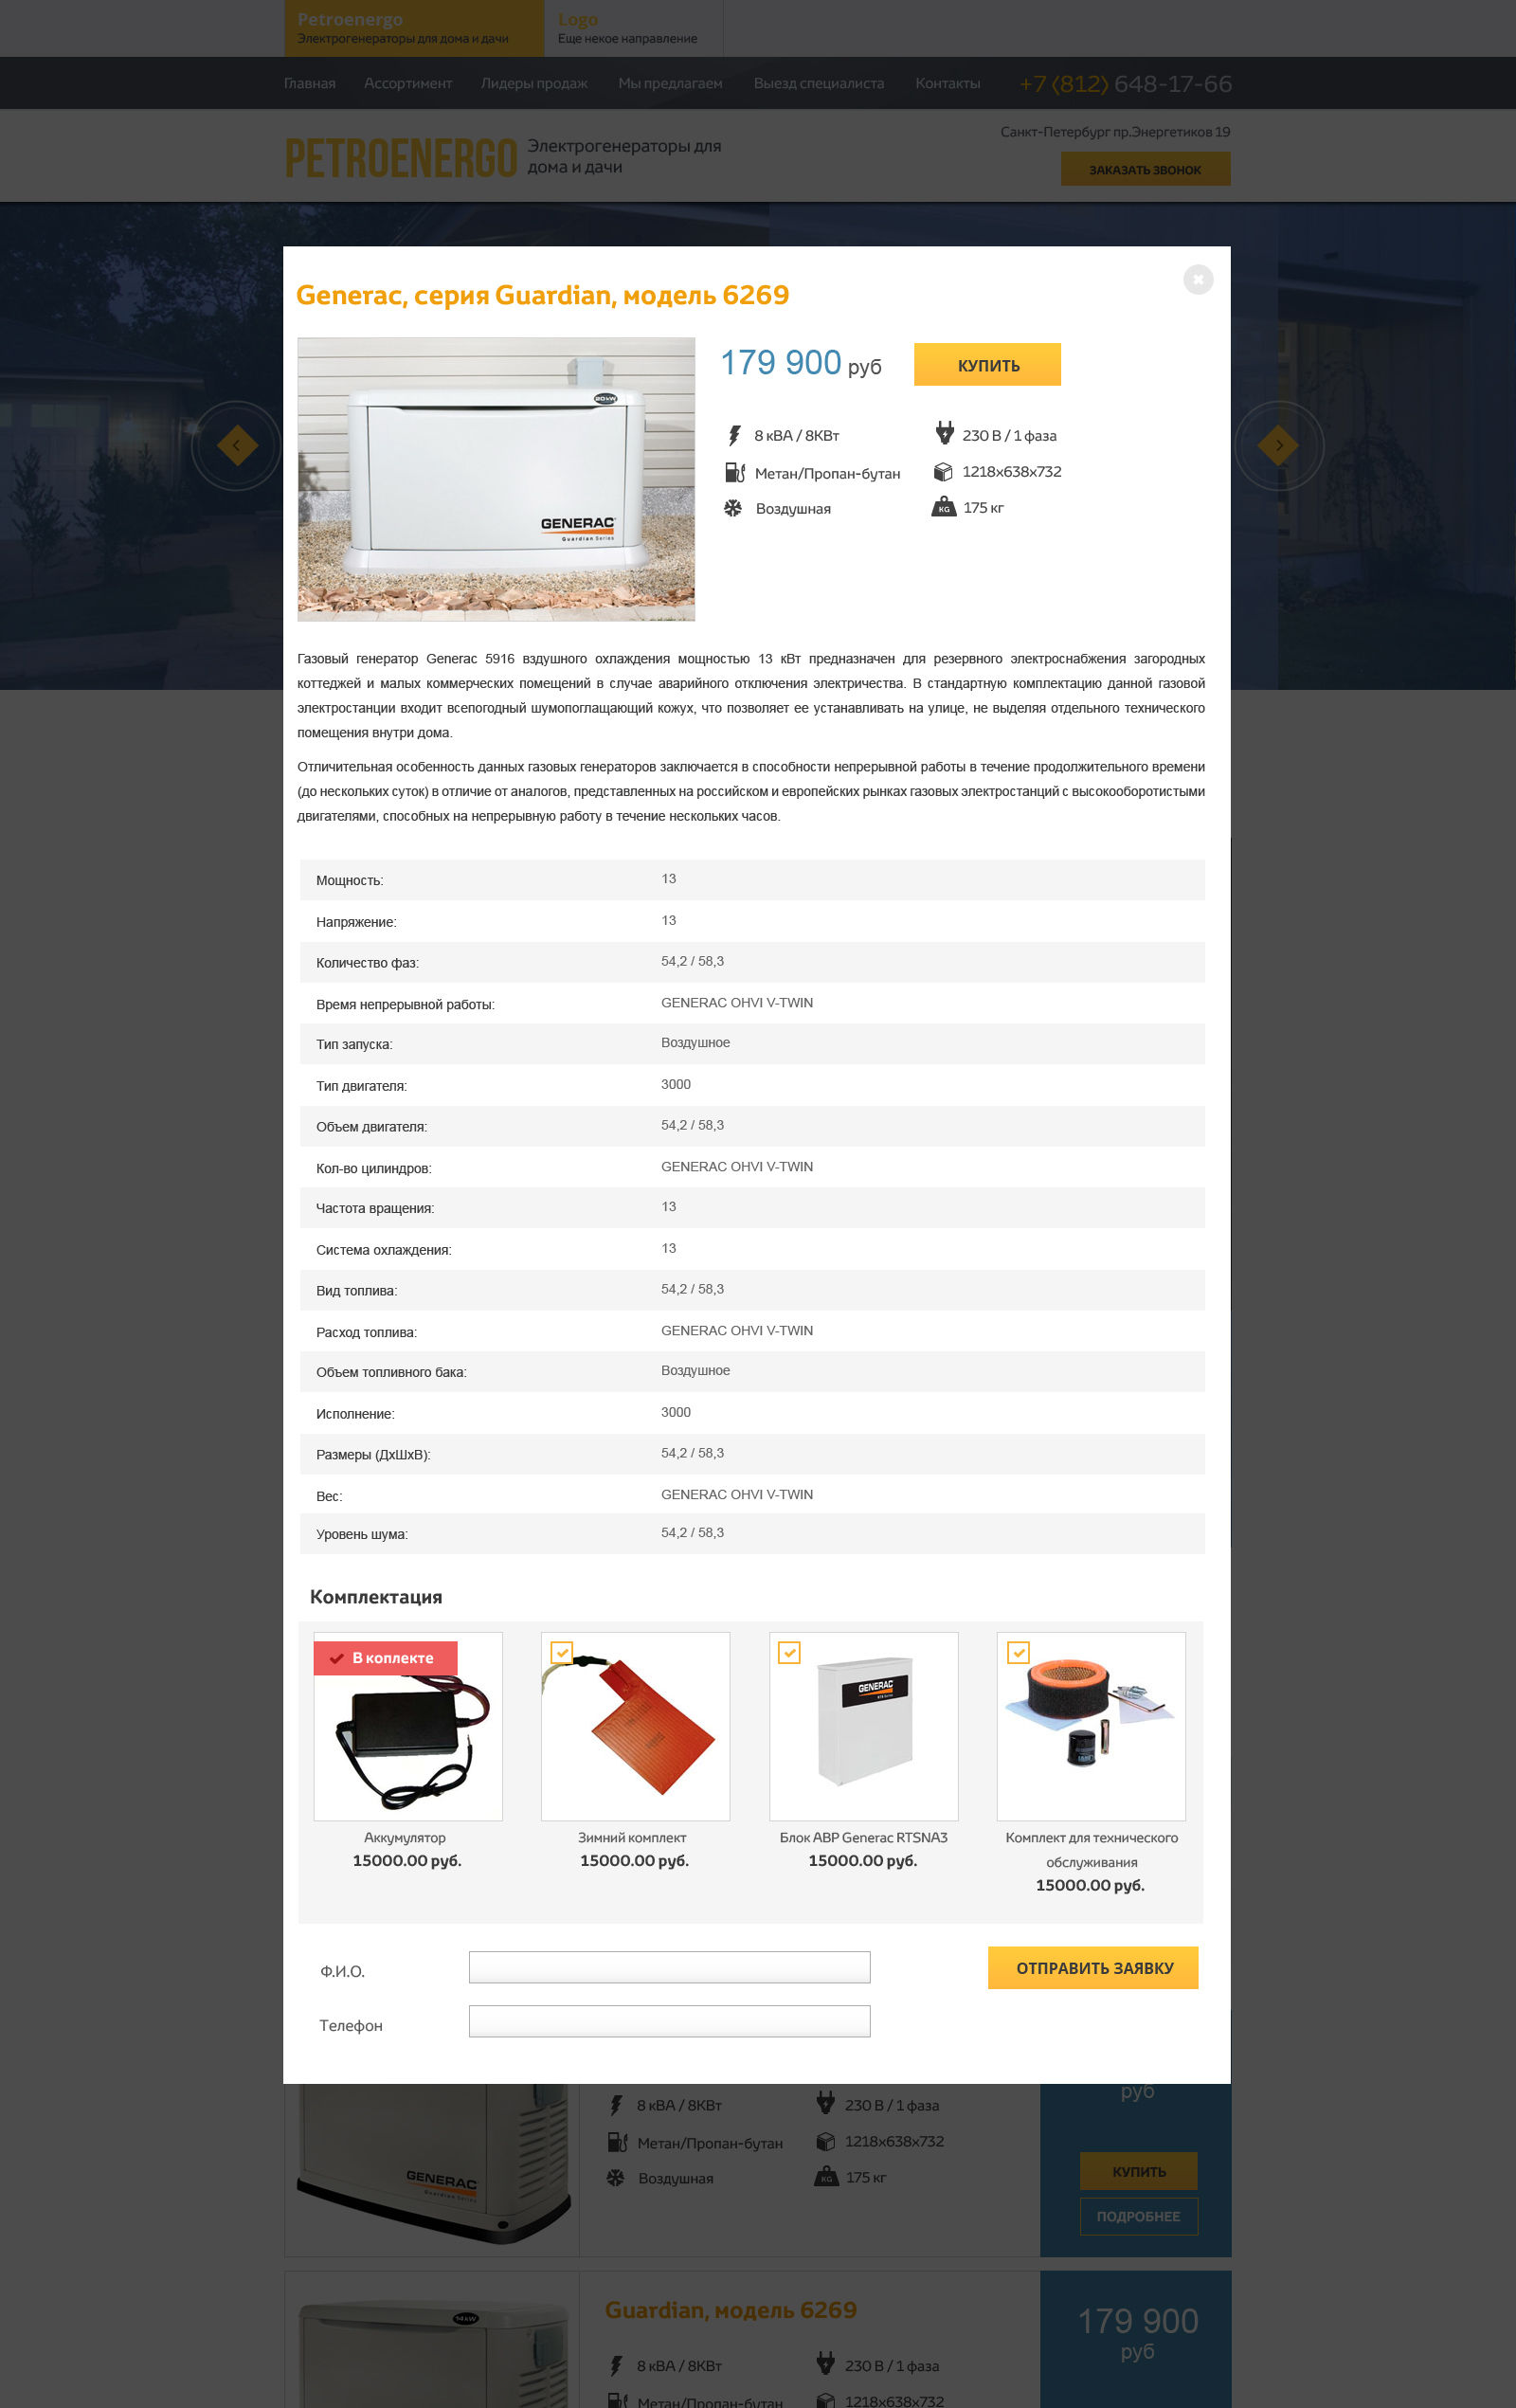 Petroenergo
Электрогенераторы для дома и дачи
Logo
Еще некое направление
Главная Ассортимент Лидеры продаж Мы предлагаем Выезд специалиста Контакты +7 (812) 648-17-66
PETROENERGO
Электрогенераторы для
дома и дачи
Санкт-Петербург пр.Энергетиков 19
ЗАКАЗАТЬ ЗВОНОК
Generac, серия Guardian, модель 6269
20kW
GENERAC
Guardian Series
179 900 руб
КУПИТЬ
8 кВА / 8КВт
230 В / 1 фаза
Метан/Пропан-бутан
1218x638x732
Воздушная
KG
175 кг
Газовый генератор Generac 5916 вздушного охлаждения мощностью 13 кВт предназначен для резервного электроснабжения загородных
коттеджей и малых коммерческих помещений в случае аварийного отключения электричества. В стандартную комплектацию данной газовой
электростанции входит всепогодный шумопоглащающий кожух, что позволяет ее устанавливать на улице, не выделяя отдельного технического
помещения внутри дома.
Отличительная особенность данных газовых генераторов заключается в способности непрерывной работы в течение продолжительного времени
(до нескольких суток) в отличие от аналогов, представленных на российском и европейских рынках газовых электростанций с высокооборотистыми
двигателями, способных на непрерывную работу в течение нескольких часов.
Мощность: 13
Напряжение: 13
Количество фаз: 54,2 / 58,3
Время непрерывной работы: GENERAC OHVI V-TWIN
Тип запуска: Воздушное
Тип двигателя: 3000
Объем двигателя: 54,2 / 58,3
Кол-во цилиндров: GENERAC OHVI V-TWIN
Частота вращения: 13
Система охлаждения: 13
Вид топлива: 54,2 / 58,3
Расход топлива: GENERAC OHVI V-TWIN
Объем топливного бака: Воздушное
Исполнение: 3000
Размеры (ДхШхВ): 54,2 / 58,3
Вес: GENERAC OHVI V-TWIN
Уровень шума: 54,2 / 58,3
Комплектация
В коплекте
GENERAC
Аккумулятор
15000.00 руб.
Зимний комплект
15000.00 руб.
Блок АВР Generac RTSNA3
15000.00 руб.
Комплект для технического
обслуживания
15000.00 руб.
Ф.И.О.
ОТПРАВИТЬ ЗАЯВКУ
Телефон
GENERAC
Guardian Series
8 кВА / 8КВт
230 В / 1 фаза
Метан/Пропан-бутан
1218x638x732
Воздушная
KG
175 кг
руб
КУПИТЬ
ПОДРОБНЕЕ
14kW
Guardian, модель 6269
8 кВА / 8КВт
230 В / 1 фаза
Метан/Пропан-бутан
1218x638x732
179 900
руб